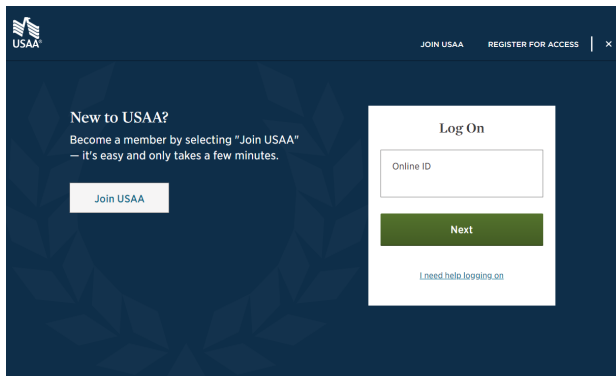 USAA®
JOIN USAA
REGISTER FOR ACCESS
×
New to USAA?
Become a member by selecting "Join USAA"
— it's easy and only takes a few minutes.
Join USAA
Log On
Online ID
Next
I need help logging on